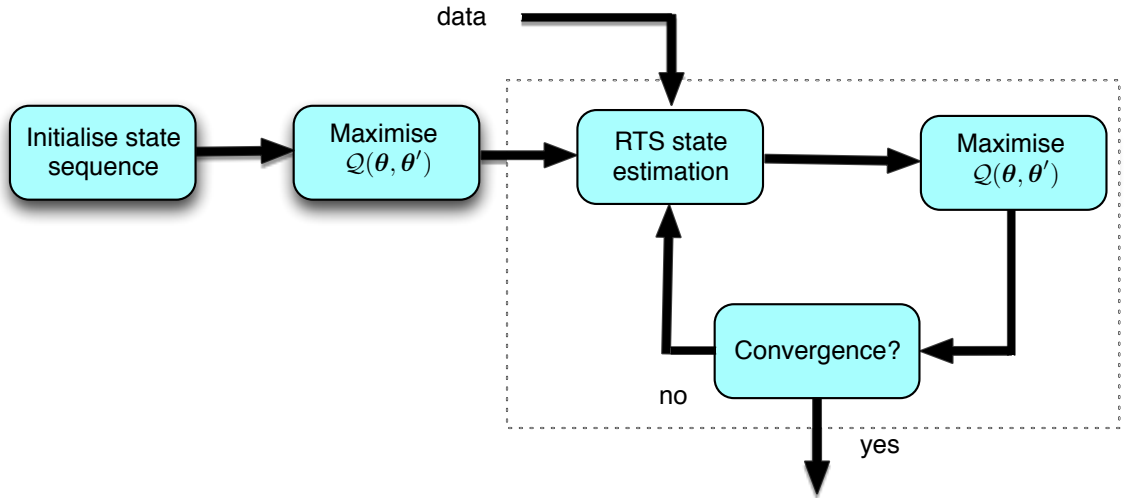 data
Initialise state
sequence
Maximise
𝒬(𝜽, 𝜽′)
RTS state
estimation
Maximise
𝒬(𝜽, 𝜽′)
Convergence?
no
yes